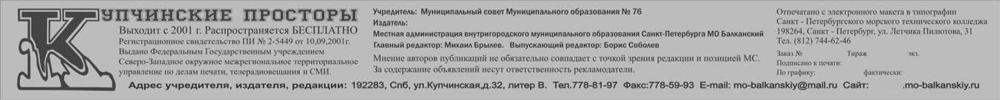 КУПЧИНСКИЕ ПРОСТОРЫ
Выходит с 2001 г. Распространяется БЕСПЛАТНО
Регистрационное свидетельство ПИ № 2-5449 от 10,09,2001г.
Выдано Федеральным Государственным учреждением
Северо-Западное окружное межрегиональное территориальное
управление по делам печати, телерадиовещания и СМИ.
Учредитель: Муниципальный совет Муниципального образования № 76
Издатель:
Местная администрация внутригородского муниципального образования Санкт-Петербурга МО Балканский
Главный редактор: Михаил Брылев. Выпускающий редактор: Борис Соболев
Мнение авторов публикаций не обязательно совпадает с точкой зрения редакции и позицией МС.
За содержание объявлений несут ответственность рекламодатели.
Отпечатано с электронного макета в типографии
Санкт - Петербургского морского технического колледжа
198264, Санкт - Петербург, ул. Летчика Пилютова, 31
Тел. (812) 744-62-46
Заказ № Тираж экз.
Подписано к печати:
По графику: фактически:
Адрес учредителя, издателя, редакции: 192283, Спб, ул.Купчинская,д.32, литер В. Тел.778-81-97 Факс:778-59-93 E-mail: mo-balkanskiy@mail.ru Сайт: .mo-balkanskiy.ru